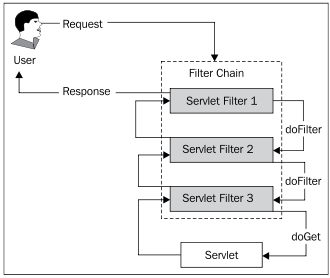 Request
User
Filter Chain
Response
Servlet Filter 1
doFilter
Servlet Filter 2
doFilter
Servlet Filter 3
doGet
Servlet